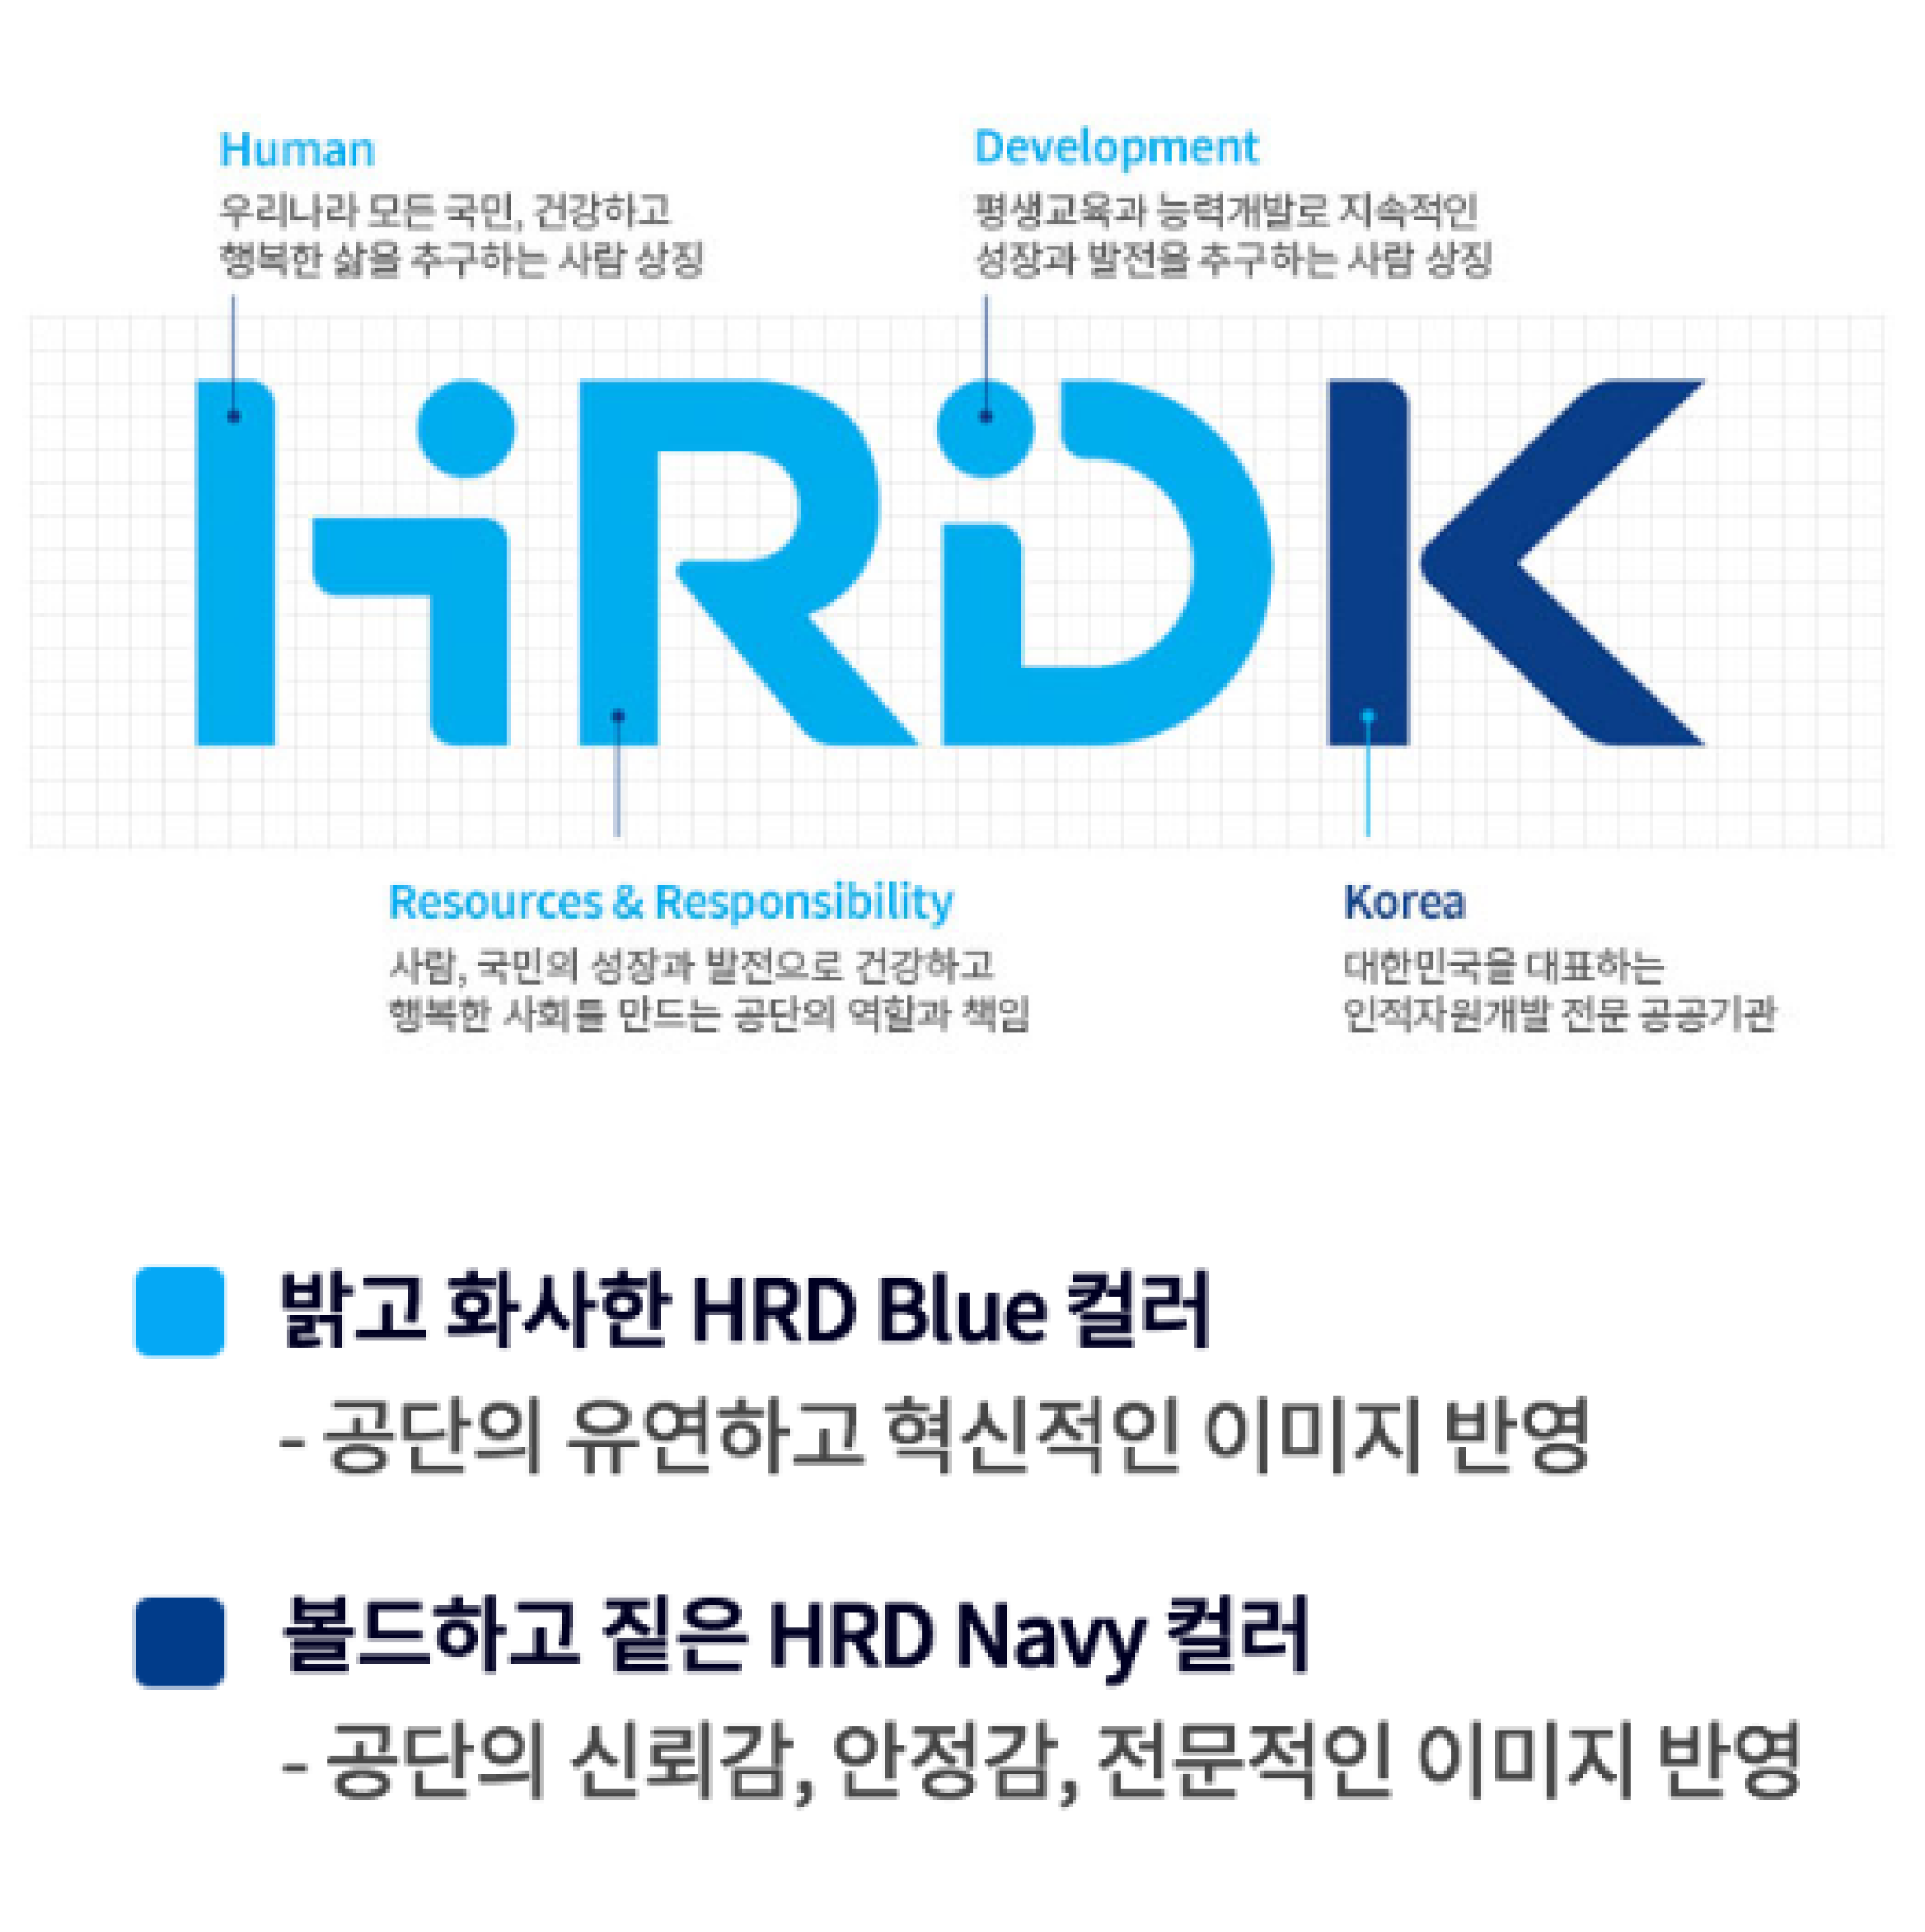 Human
우리나라 모든 국민, 건강하고
행복한 삶을 추구하는 사람 상징
Development
평생교육과 능력개발로 지속적인
성장과 발전을 추구하는 사람 상징
HRDK
Resources & Responsibility
사람, 국민의 성장과 발전으로 건강하고
행복한 사회를 만드는 공단의 역할과 책임
Korea
대한민국을 대표하는
인적자원개발 전문 공공기관
밝고 화사한 HRD Blue 컬러
- 공단의 유연하고 혁신적인 이미지 반영
볼드하고 짙은 HRD Navy 컬러
- 공단의 신뢰감, 안정감, 전문적인 이미지 반영